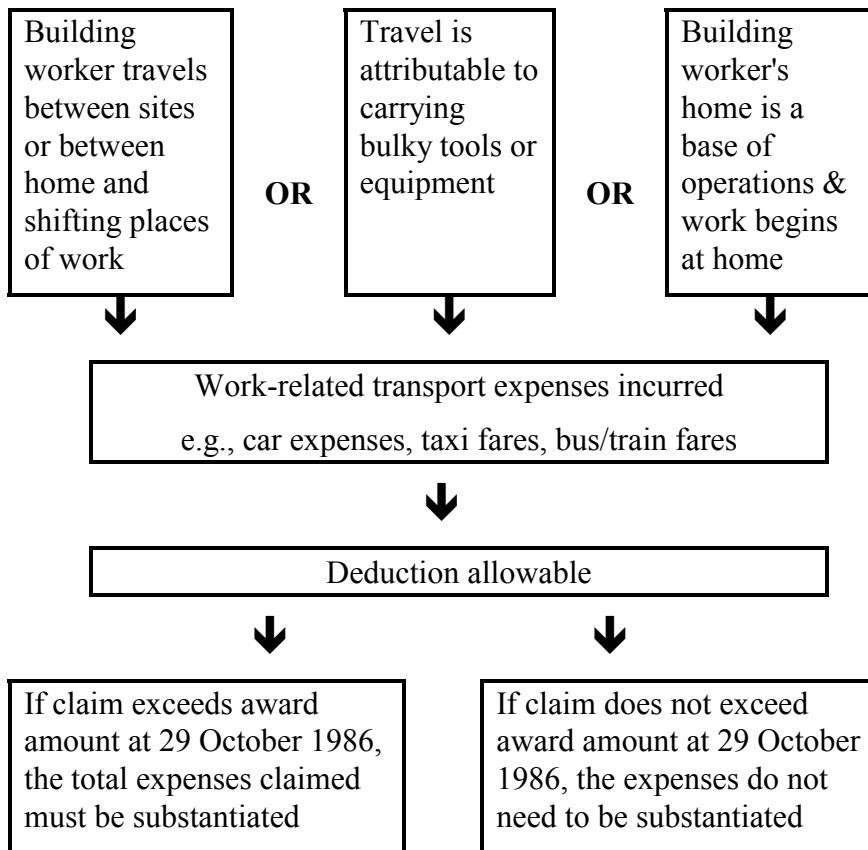 Building
worker travels
between sites
or between
home and
shifting places
of work
OR
Travel is
attributable to
carrying
bulky tools or
equipment
OR
Building
worker's
home is a
base of
operations &
work begins
at home
Work-related transport expenses incurred
e.g., car expenses, taxi fares, bus/train fares
Deduction allowable
If claim exceeds award
amount at 29 October 1986,
the total expenses claimed
must be substantiated
If claim does not exceed
award amount at 29 October
1986, the expenses do not
need to be substantiated